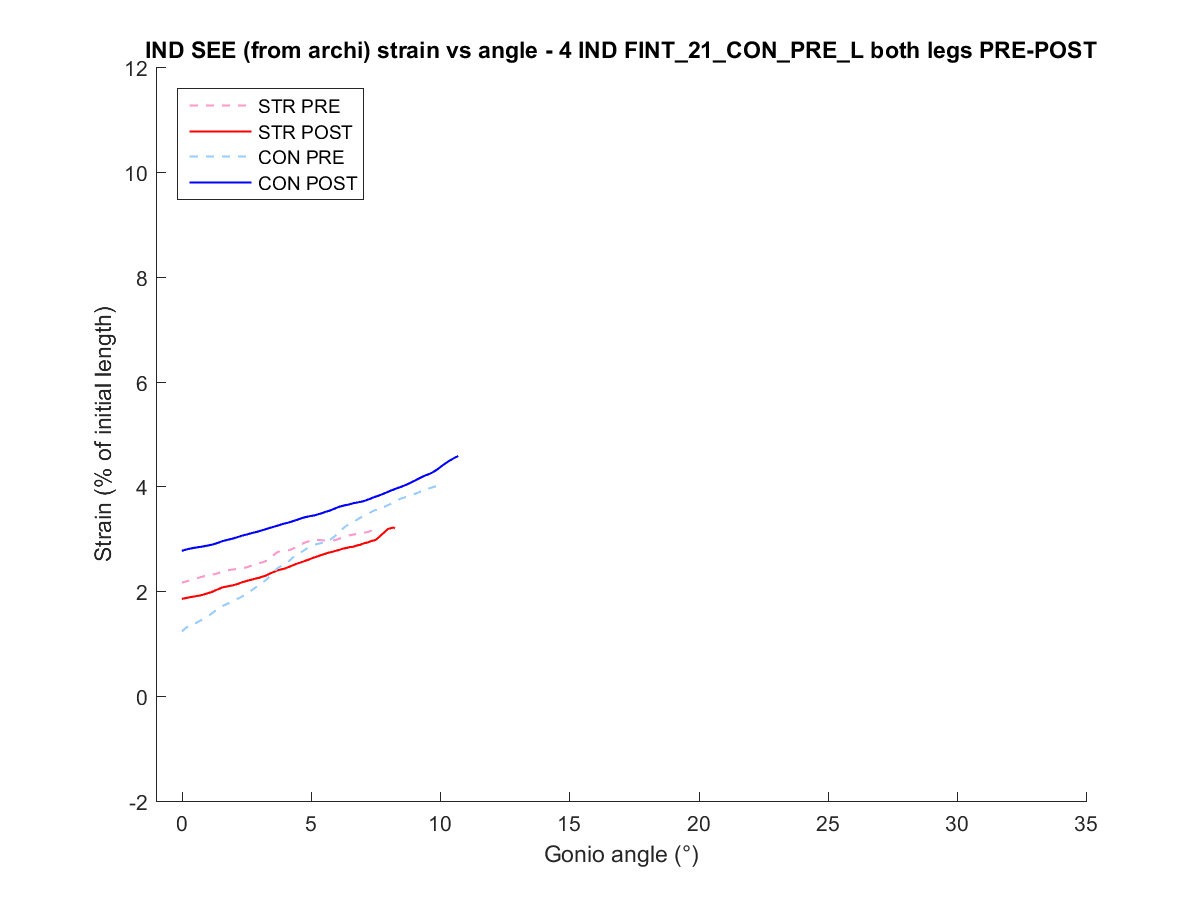 IND SEE (from archi) strain vs angle - 4 IND FINT_21_CON_PRE_L both legs PRE-POST
12
10
8
6
4
2
0
-2
Strain (% of initial length)
STR PRE
STR POST
CON PRE
CON POST
0 5 10 15 20 25 30 35
Gonio angle (°)